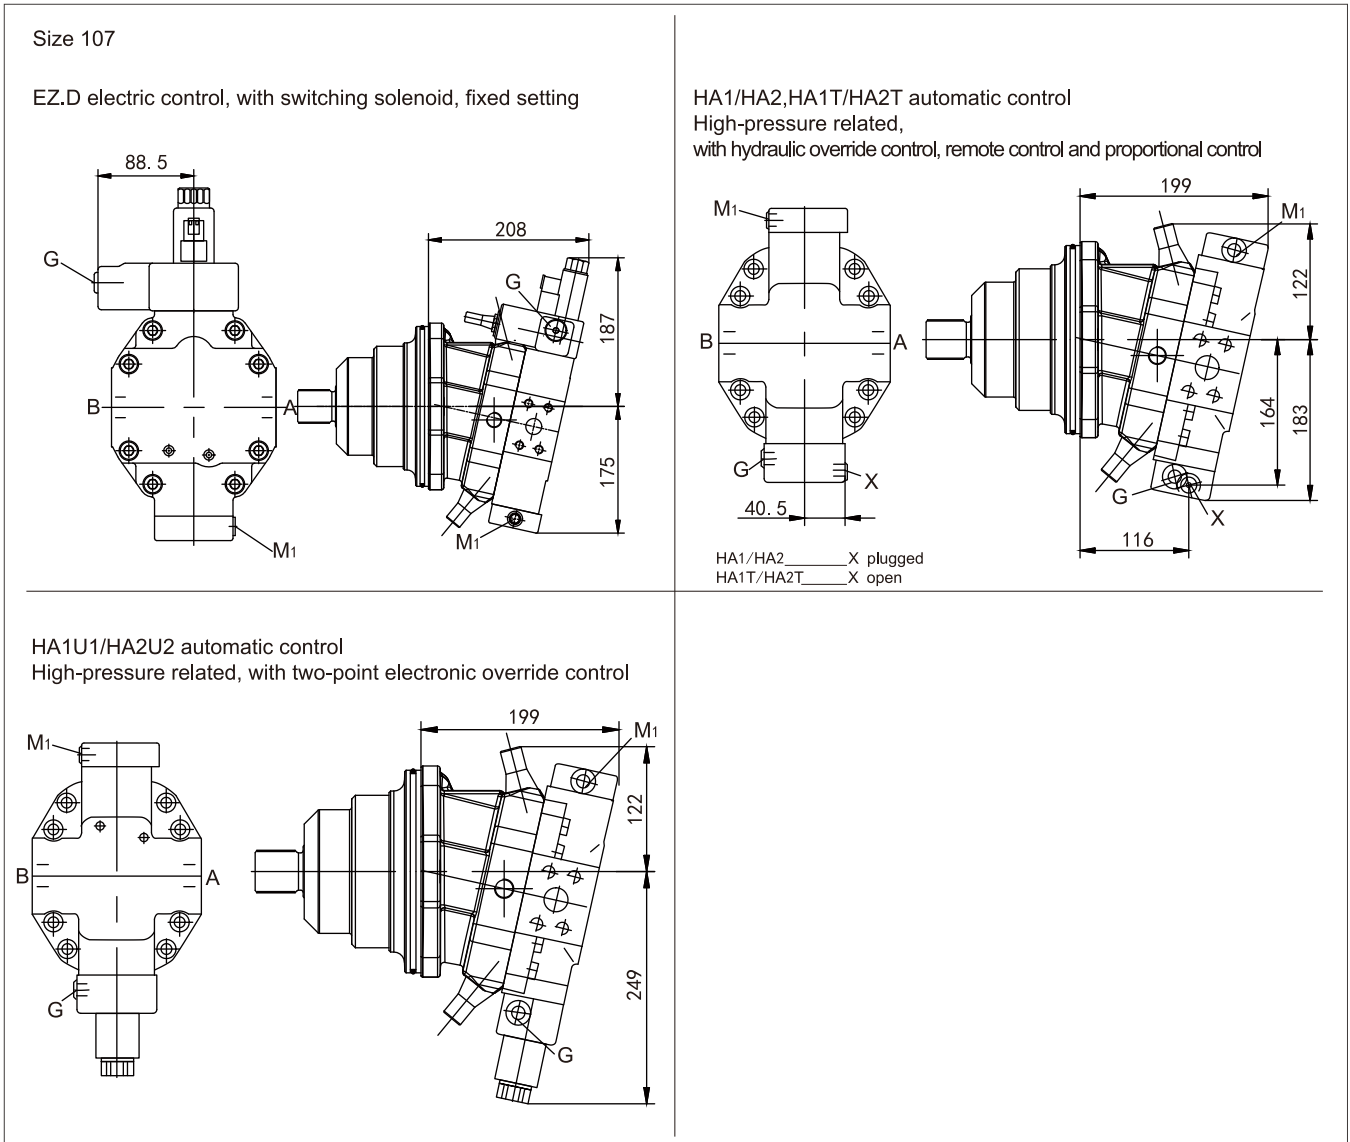 Size 107
EZ.D electric control, with switching solenoid, fixed setting
88. 5
G
B
A
M1
208
G
187
175
M1
HA1/HA2,HA1T/HA2T automatic control
High-pressure related,
with hydraulic override control, remote control and proportional control
M1
B
A
G
X
40. 5
HA1/HA2______X plugged
HA1T/HA2T____X open
199
M1
122
164
183
G
X
116
HA1U1/HA2U2 automatic control
High-pressure related, with two-point electronic override control
M1
B
A
G
199
M1
122
249
G